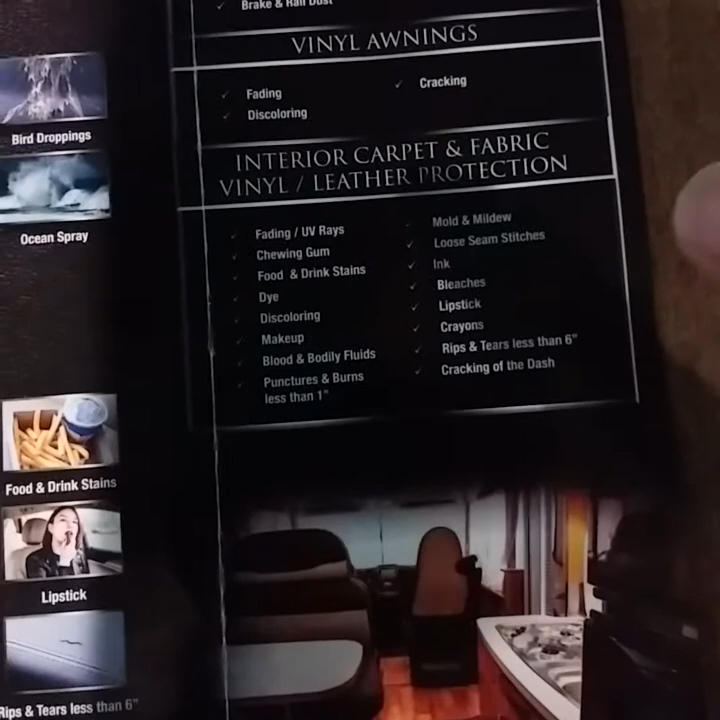 Brake & Rail Dust
VINYL AWNINGS
Fading
Cracking
Discoloring
INTERIOR CARPET & FABRIC
VINYL / LEATHER PROTECTION
Fading / UV Rays
Chewing Gum
Food & Drink Stains
Dye
Discoloring
Makeup
Blood & Bodily Fluids
Punctures & Burns
less than 1"
Mold & Mildew
Loose Seam Stitches
Ink
Bleaches
Lipstick
Crayons
Rips & Tears less than 6"
Cracking of the Dash
Bird Droppings
Ocean Spray
Food & Drink Stains
Lipstick
Rips & Tears less than 6"